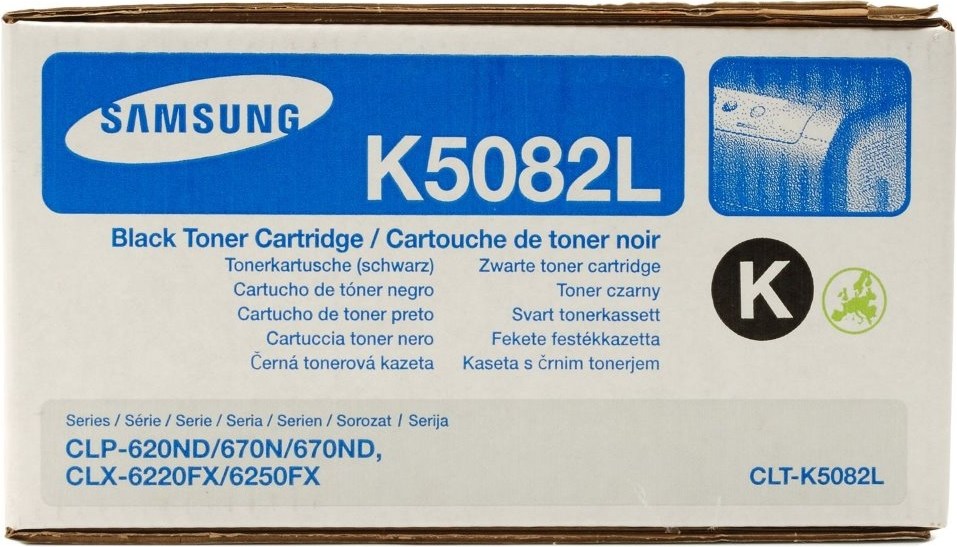 SAMSUNG
K5082L
Black Toner Cartridge / Cartouche de toner noir
Tonerkartusche (schwarz)
Zwarte toner cartridge
Cartucho de tóner negro
Toner czarny
Cartucho de toner preto
Svart tonerkassett
Cartuccia toner nero
Fekete festékkazetta
Černá tonerová kazeta
Kaseta s črnim tonerjem
K
Series / Série / Serie / Seria / Serien / Sorozat / Serija
CLP-620ND/670N/670ND,
CLX-6220FX/6250FX
CLT-K5082L